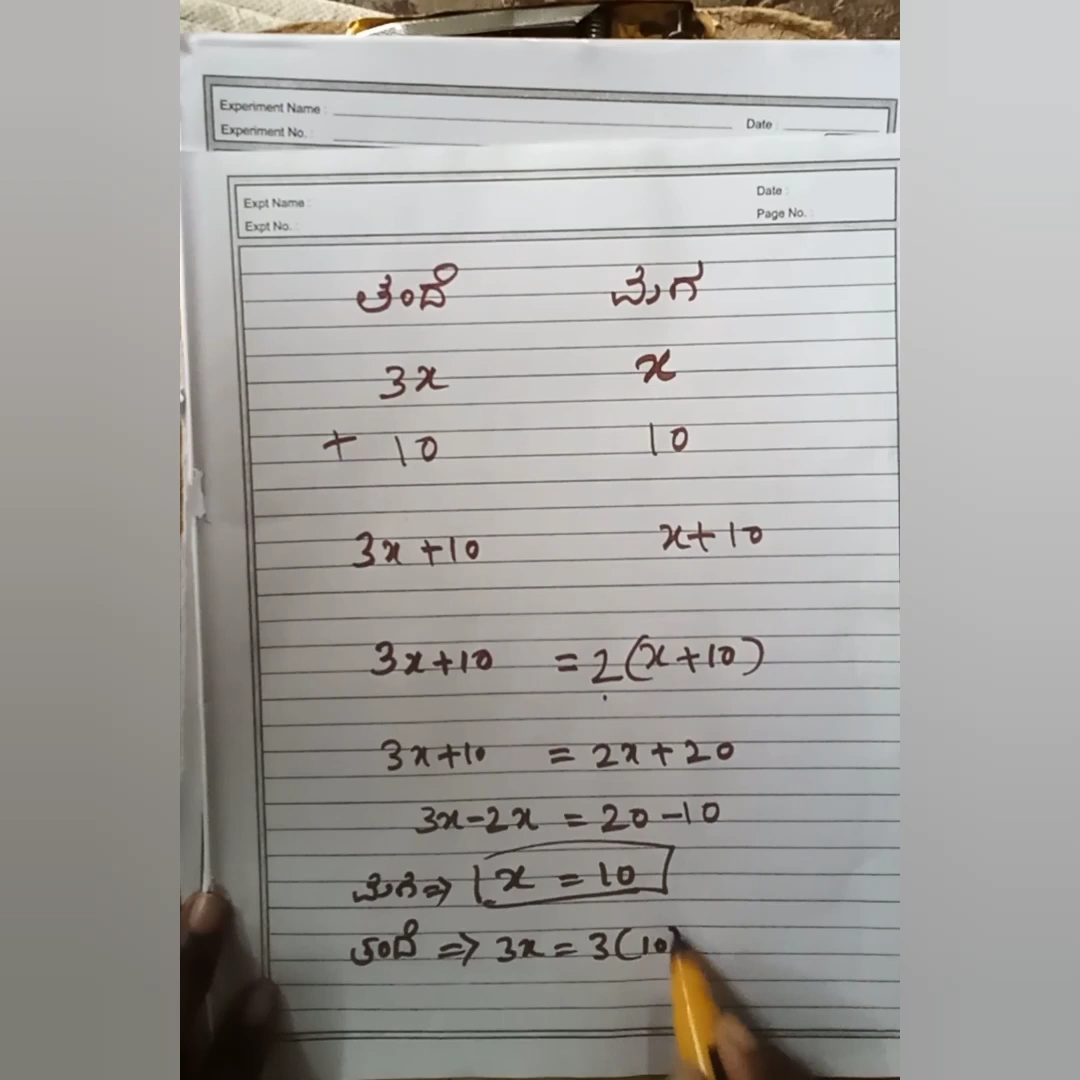 Experiment Name :
Experiment No. : Date :
Expt Name : Date :
Expt No. : Page No. :
ತಂದೆ ಮಗ
3x x
+ 10 10
3x +10 x+10
3x+10 = 2(x+10)
3x+10 = 2x+20
3x-2x = 20-10
ಮಗ ⇒ x = 10
ತಂದೆ ⇒ 3x = 3(10)